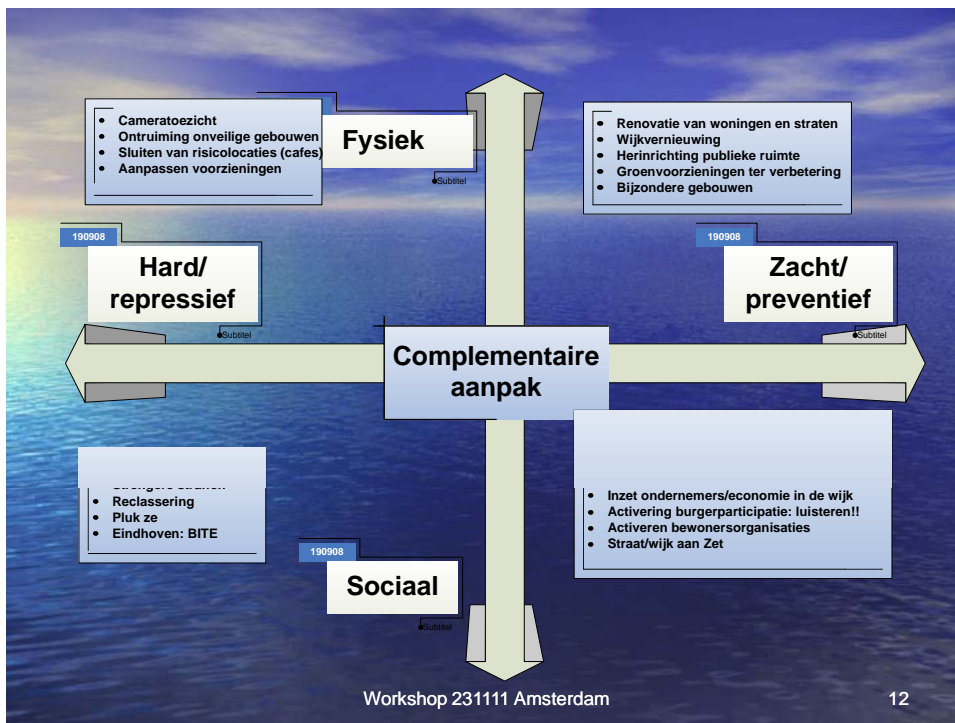 Cameratoezicht
Ontruiming onveilige gebouwen
Sluiten van risicolocaties (cafes)
Aanpassen voorzieningen
Fysiek
Subtitel
Renovatie van woningen en straten
Wijkvernieuwing
Herinrichting publieke ruimte
Groenvoorzieningen ter verbetering
Bijzondere gebouwen
190908
Hard/
repressief
Subtitel
190908
Zacht/
preventief
Subtitel
Complementaire
aanpak
Reclassering
Pluk ze
Eindhoven: BITE
Inzet ondernemers/economie in de wijk
Activering burgerparticipatie: luisteren!!
Activeren bewonersorganisaties
Straat/wijk aan Zet
190908
Sociaal
Subtitel
Workshop 231111 Amsterdam
12